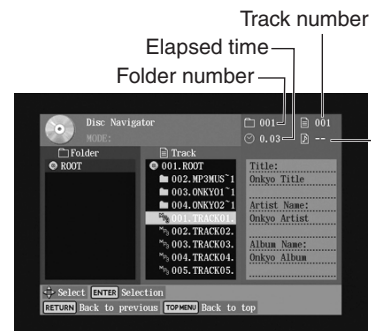 Track number
Elapsed time
Folder number
Disc Navigator
001
001
MODE:
0.03
--
Folder
Track
ROOT
001.ROOT
002.MP3MUS~1
003.ONKYO1~1
004.ONKYO2~1
001.TRACK01.
002.TRACK02.
003.TRACK03.
004.TRACK04.
005.TRACK05.
Title:
Onkyo Title
Artist Name:
Onkyo Artist
Album Name:
Onkyo Album
Select ENTER Selection
RETURN Back to previous TOP MENU Back to top